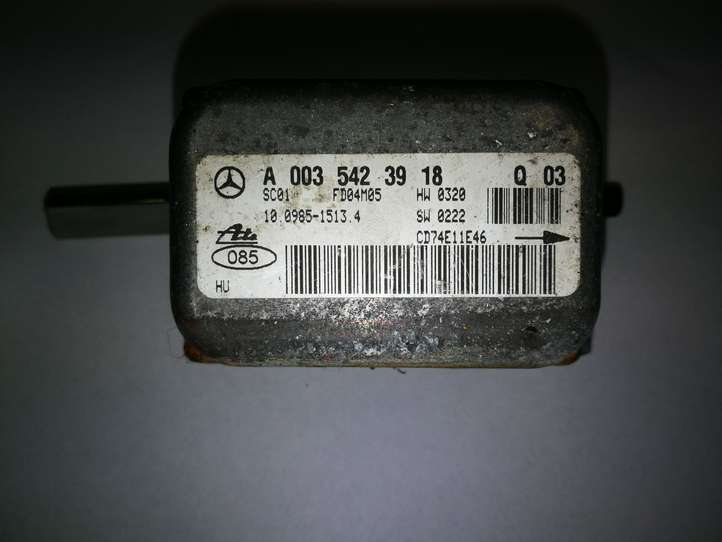 A 003 542 39 18 Q 03
SC01 FD04M05 HW 0320
10.0985-1513.4 SW 0222
Ate CD74E11E46
085
HU